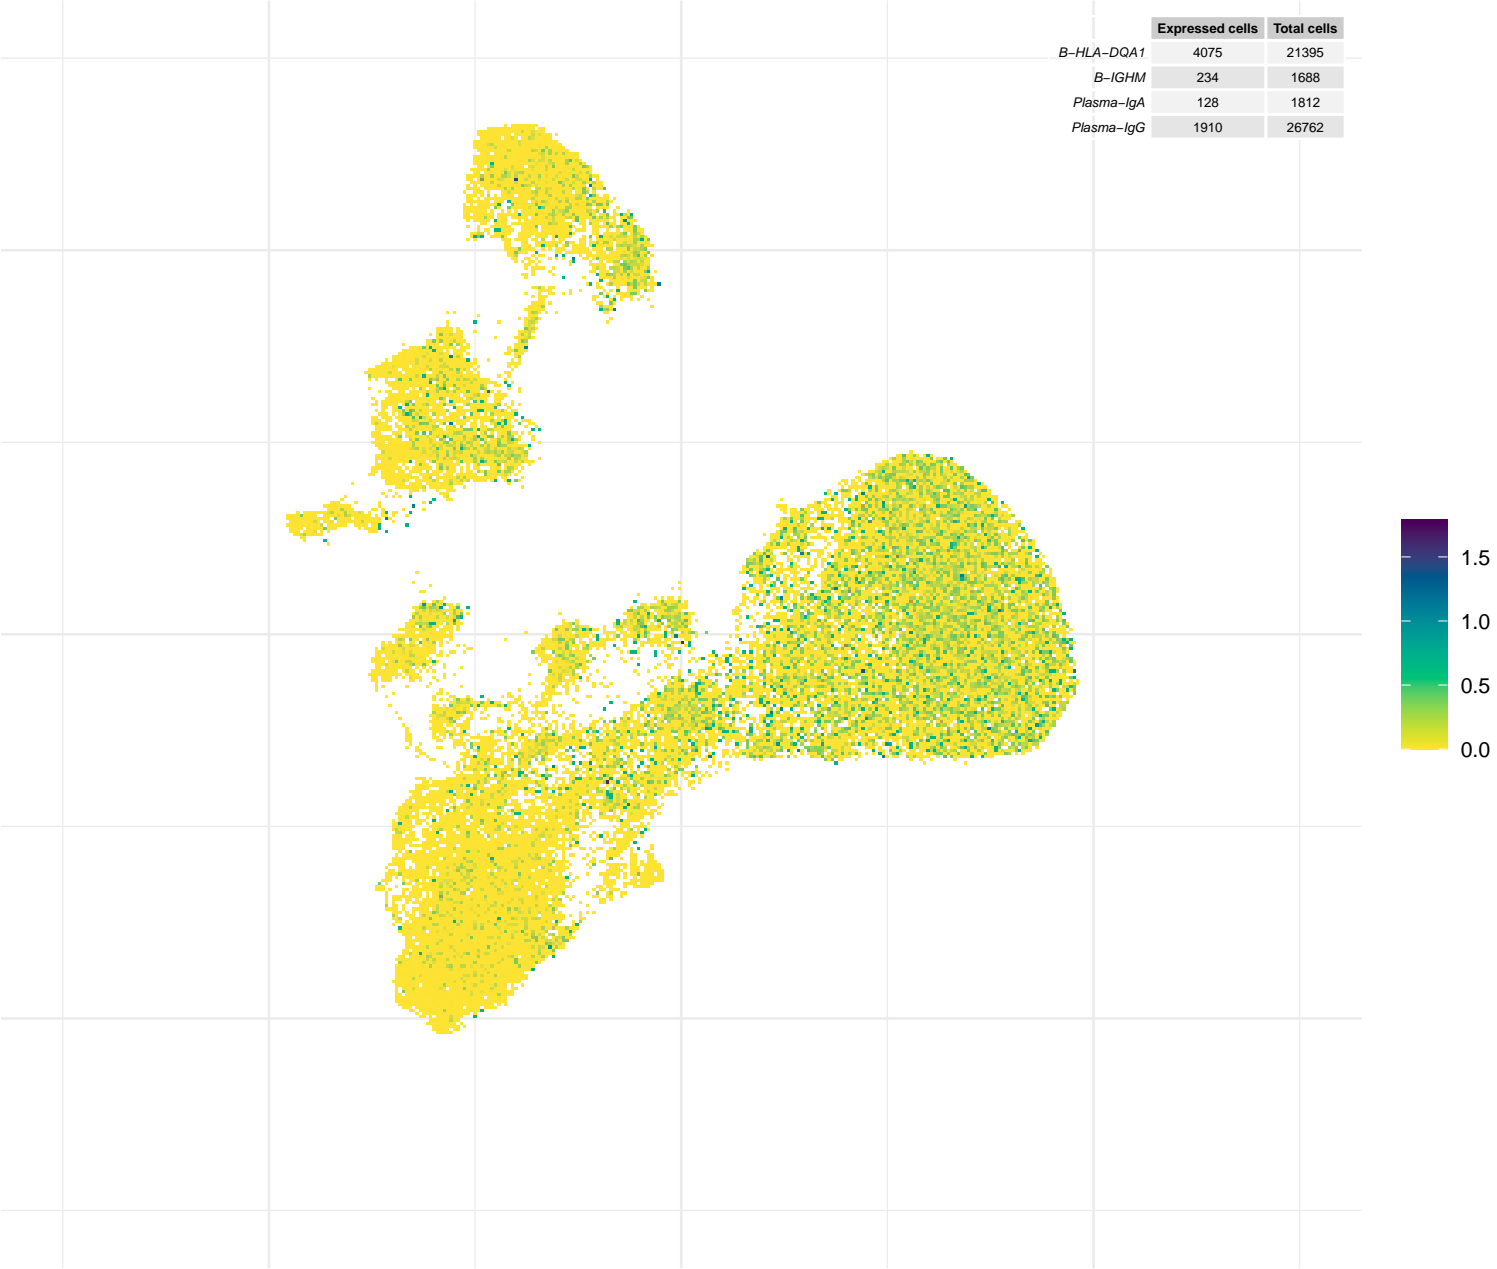 Expressed cells Total cells
B−HLA−DQA1 4075 21395
B−IGHM 234 1688
Plasma−IgA 128 1812
Plasma−IgG 1910 26762
1.5
1.0
0.5
0.0